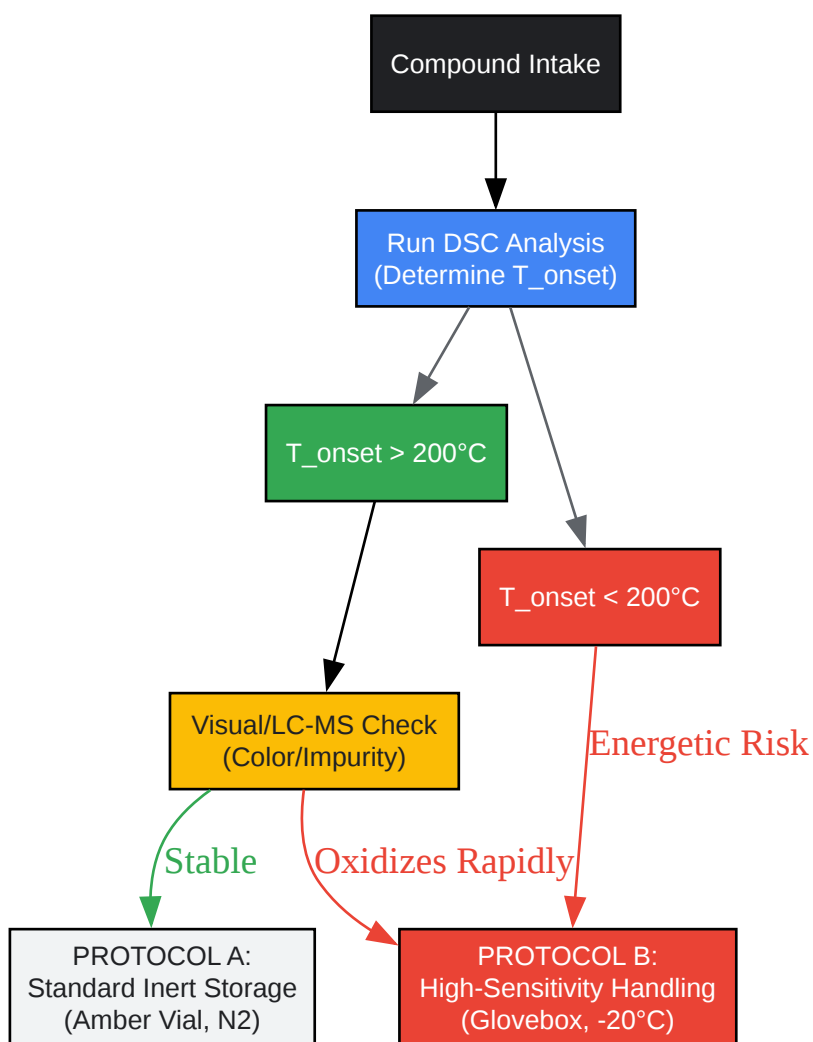 Compound Intake
Run DSC Analysis
(Determine T_onset)
T_onset > 200°C
T_onset < 200°C
Visual/LC-MS Check
(Color/Impurity)
Energetic Risk
Stable
Oxidizes Rapidly
PROTOCOL A:
Standard Inert Storage
(Amber Vial, N2)
PROTOCOL B:
High-Sensitivity Handling
(Glovebox, -20°C)